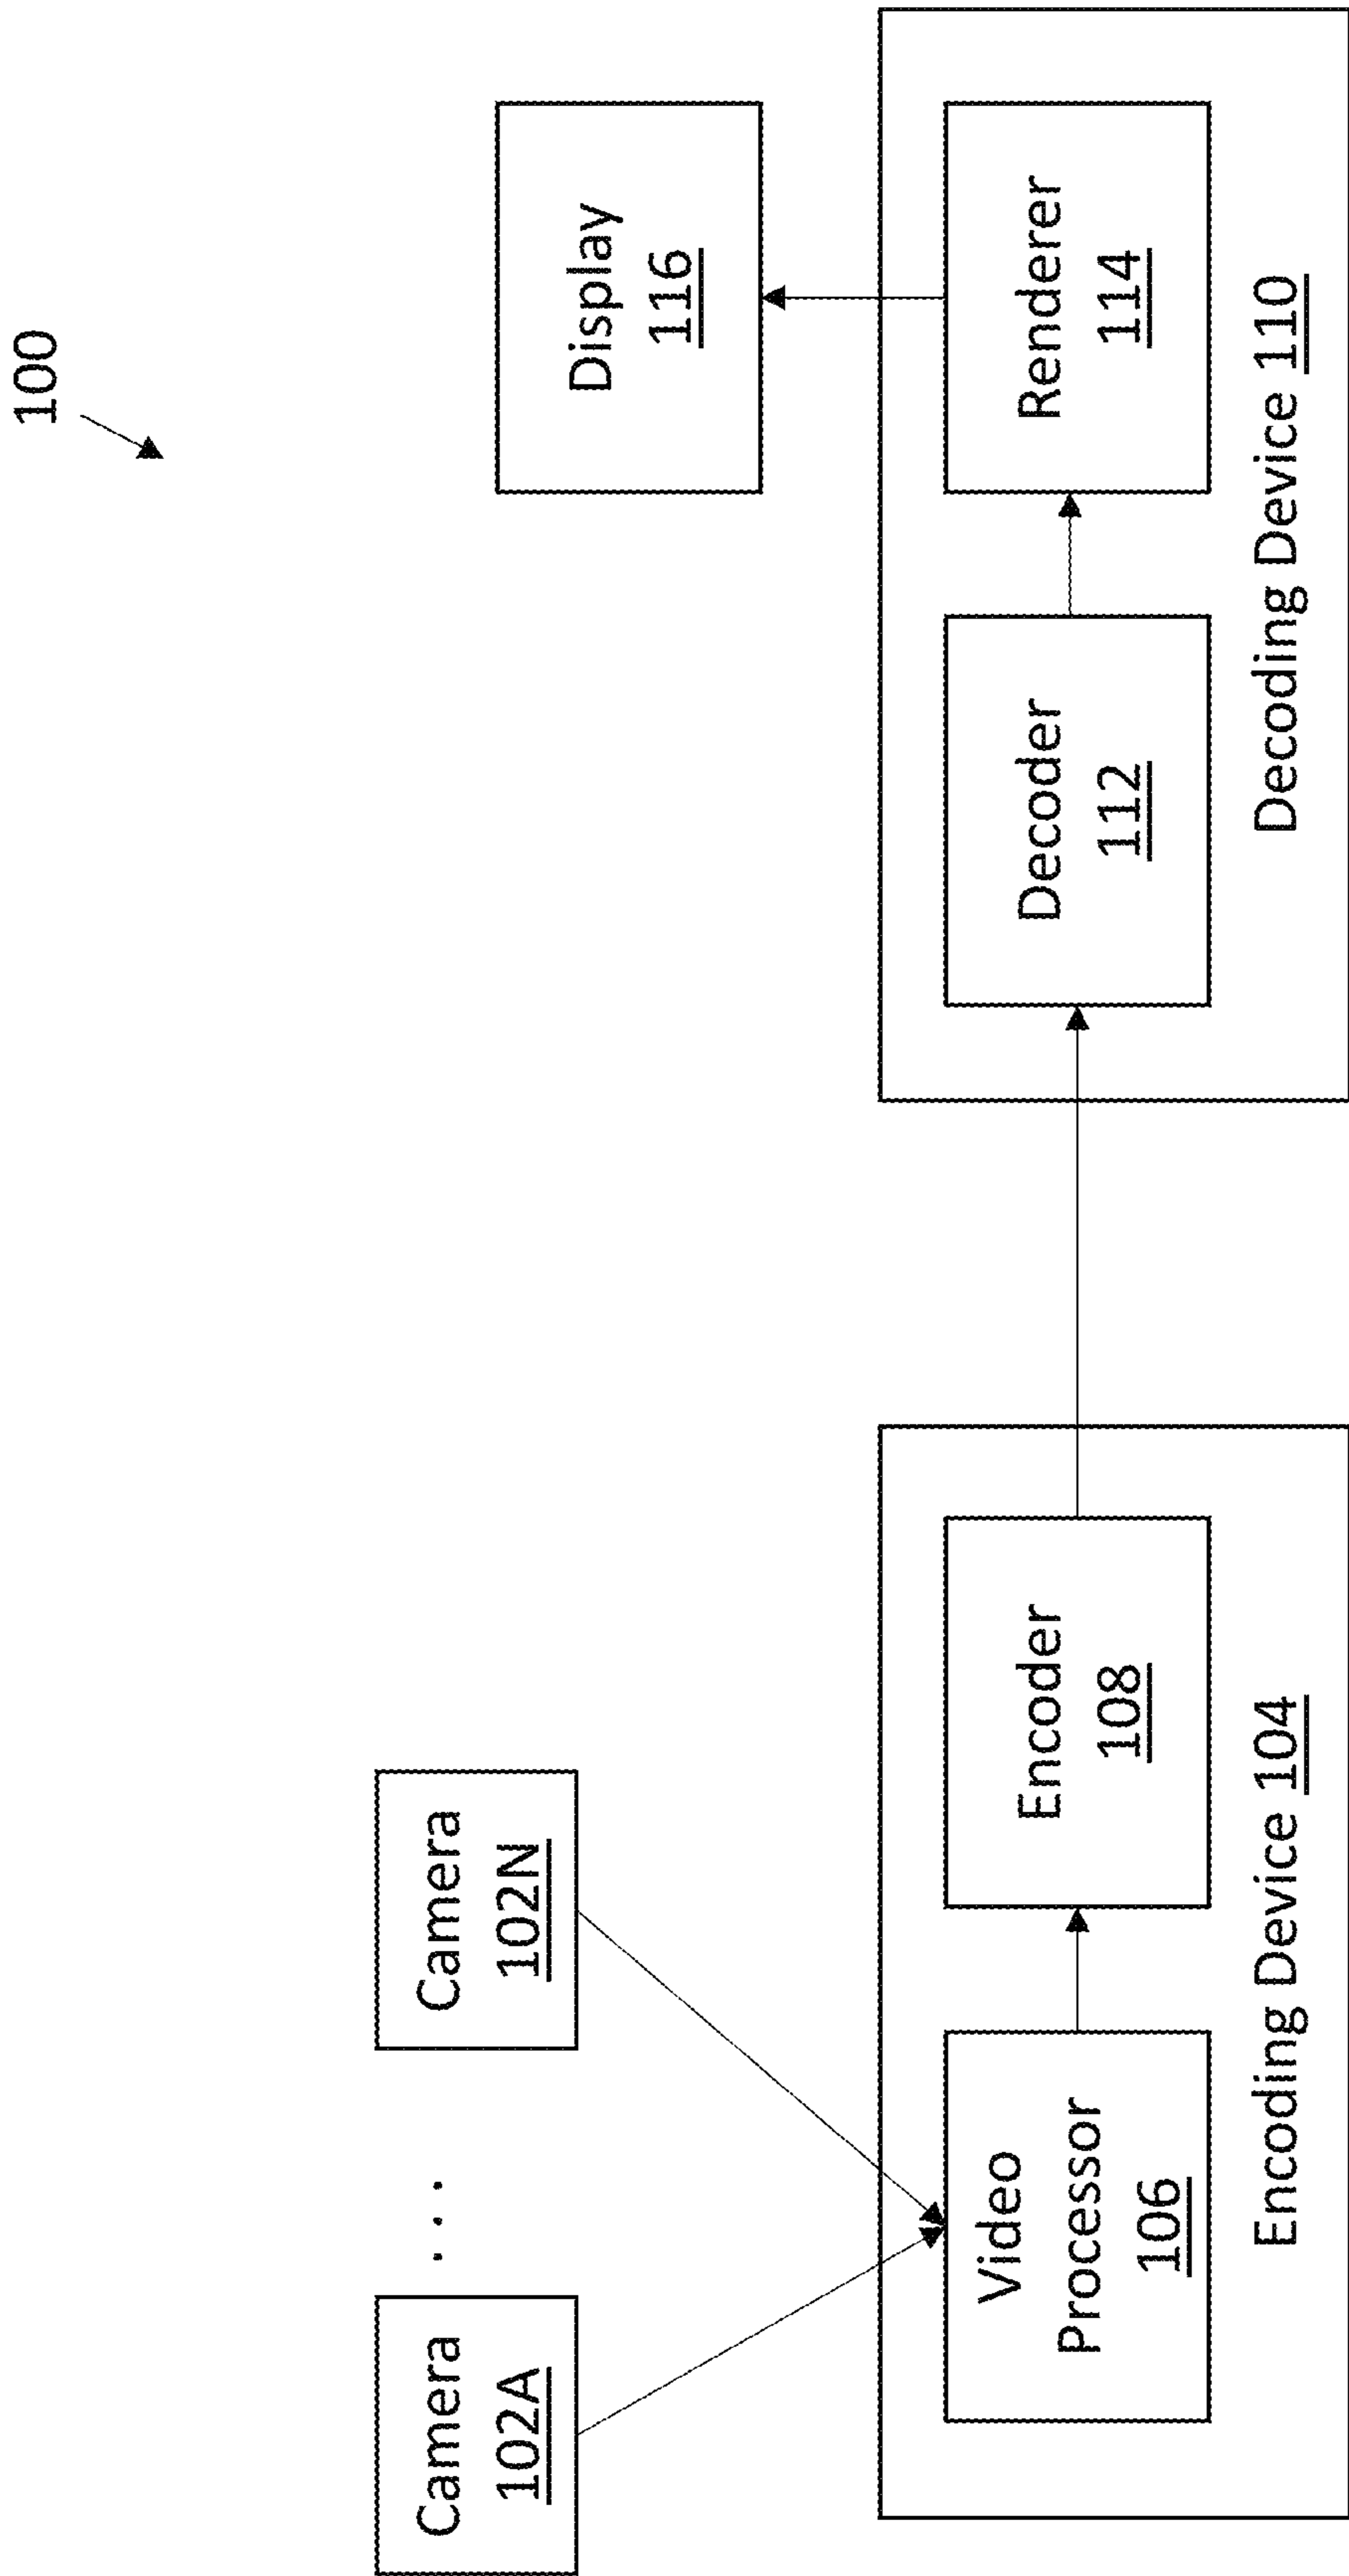 100
Camera
102A
. . .
Camera
102N
Display
116
Video
Processor
106
Encoder
108
Decoder
112
Renderer
114
Encoding Device 104
Decoding Device 110